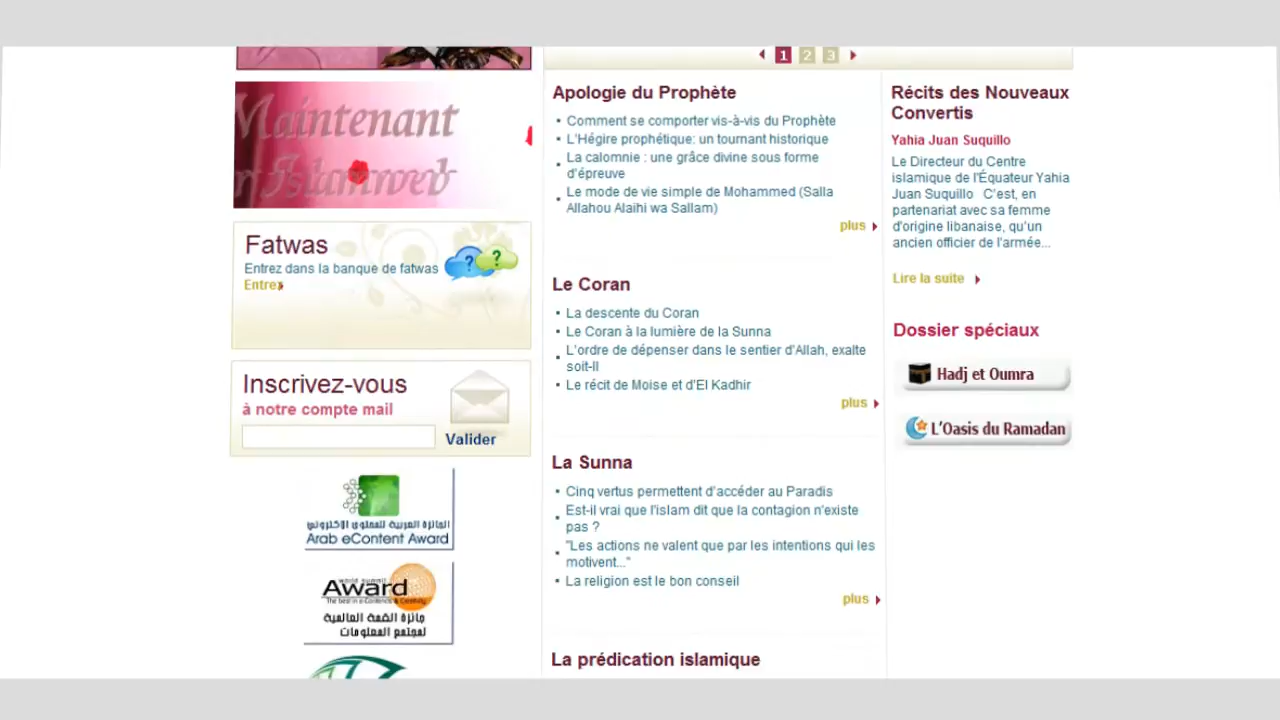 Maintenant
Islamweb
Fatwas
Entrez dans la banque de fatwas
Entrez
Inscrivez-vous
à notre compte mail
Valider
الجائزة العربية للمحتوى الإلكتروني
Arab eContent Award
world summit
Award
The best in e-Contents & Creativity
جائزة القمة العالمية
لمجتمع المعلومات
1 2 3
Apologie du Prophète
Comment se comporter vis-à-vis du Prophète
L'Hégire prophétique: un tournant historique
La calomnie : une grâce divine sous forme
d'épreuve
Le mode de vie simple de Mohammed (Salla
Allahou Alaihi wa Sallam)
plus
Le Coran
La descente du Coran
Le Coran à la lumière de la Sunna
L'ordre de dépenser dans le sentier d'Allah, exalte
soit-Il
Le récit de Moise et d'El Kadhir
plus
La Sunna
Cinq vertus permettent d'accéder au Paradis
Est-il vrai que l'islam dit que la contagion n'existe
pas ?
"Les actions ne valent que par les intentions qui les
motivent..."
La religion est le bon conseil
plus
La prédication islamique
Récits des Nouveaux
Convertis
Yahia Juan Suquillo
Le Directeur du Centre
islamique de l'Équateur Yahia
Juan Suquillo C'est, en
partenariat avec sa femme
d'origine libanaise, qu'un
ancien officier de l'armée...
Lire la suite
Dossier spéciaux
Hadj et Oumra
L'Oasis du Ramadan